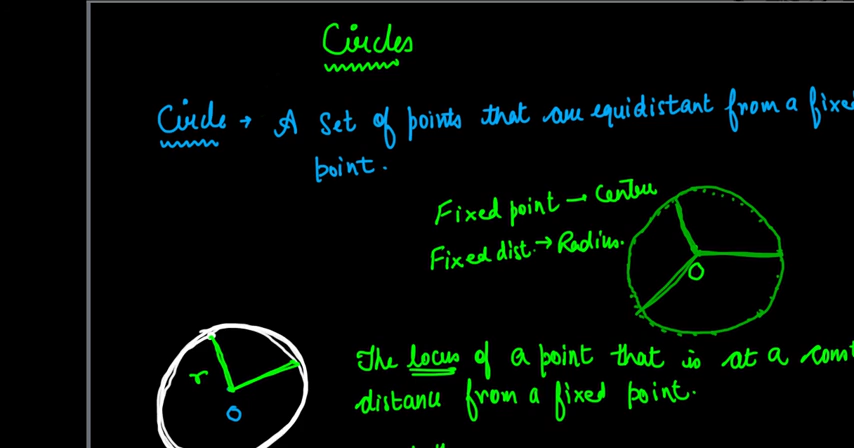 Circles
Circle → A set of points that are equidistant from a fixed
point.
Fixed point → Centre
Fixed dist. → Radius.
O
r
O
The locus of a point that is at a const
distance from a fixed point.